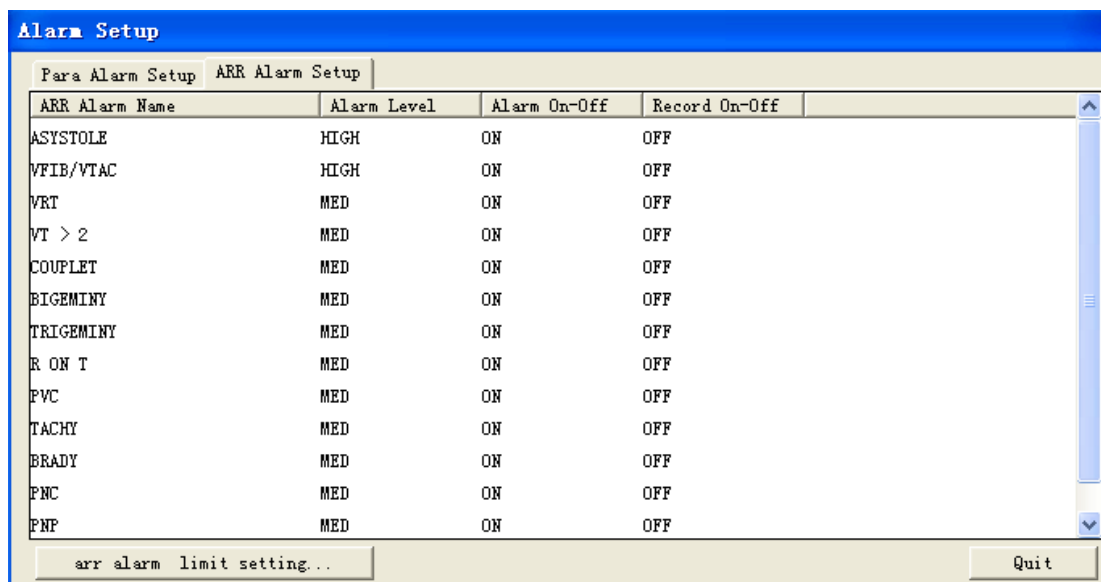 Alarm Setup
Para Alarm Setup ARR Alarm Setup
ARR Alarm Name Alarm Level Alarm On-Off Record On-Off
ASYSTOLE HIGH ON OFF
VFIB/VTAC HIGH ON OFF
VRT MED ON OFF
VT > 2 MED ON OFF
COUPLET MED ON OFF
BIGEMINY MED ON OFF
TRIGEMINY MED ON OFF
R ON T MED ON OFF
PVC MED ON OFF
TACHY MED ON OFF
BRADY MED ON OFF
PNC MED ON OFF
PNP MED ON OFF
arr alarm limit setting... Quit